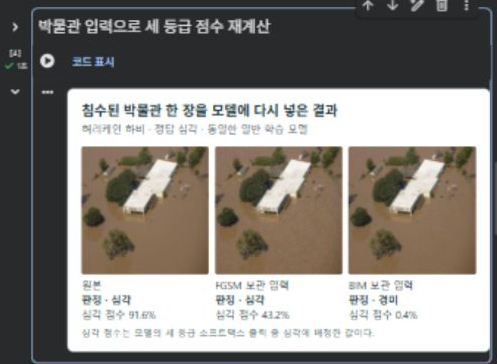 박물관 입력으로 세 등급 점수 재계산
[4]
코드 표시
침수된 박물관 한 장을 모델에 다시 넣은 결과
허리케인 하비 · 정답 심각 · 동일한 일반 학습 모델
원본
판정 · 심각
심각 점수 91.6%
FGSM 보관 입력
판정 · 심각
심각 점수 43.2%
BIM 보관 입력
판정 · 경미
심각 점수 0.4%
심각 점수는 모델의 세 등급 소프트맥스 출력 중 심각에 배정한 값이다.